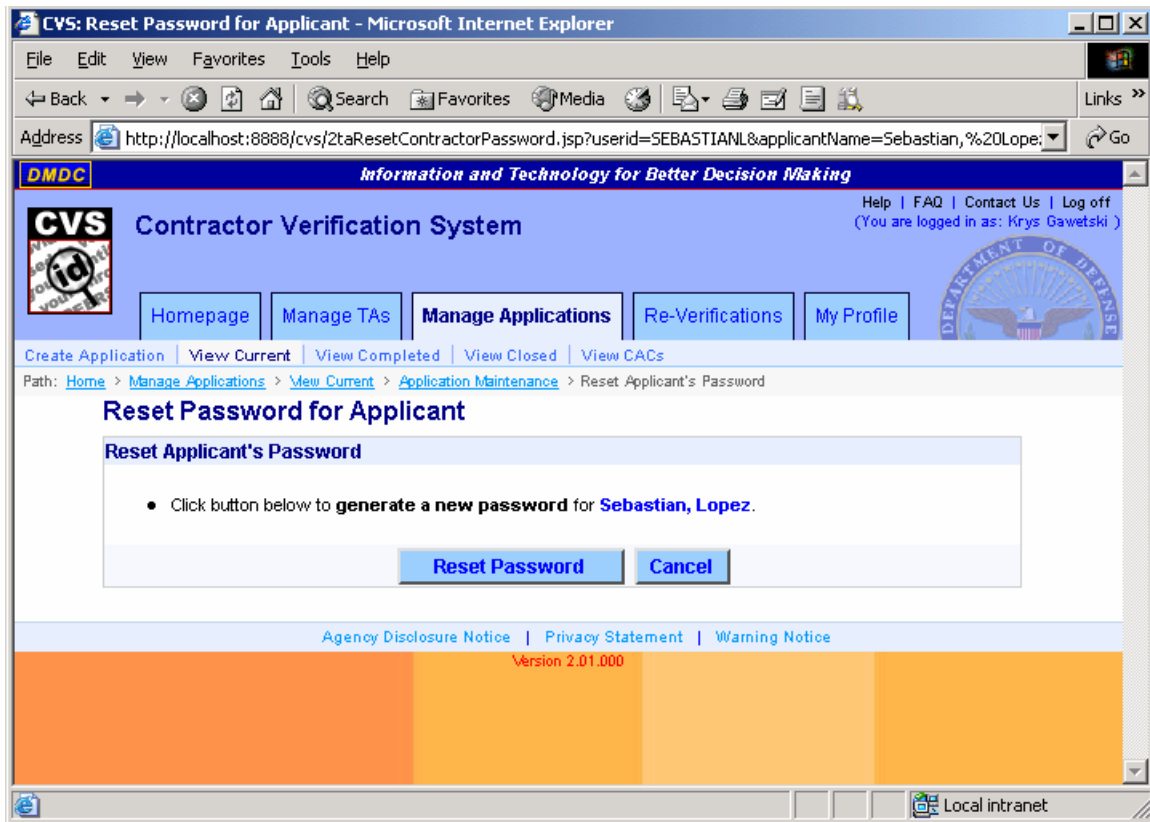 CVS: Reset Password for Applicant - Microsoft Internet Explorer
File Edit View Favorites Tools Help
Back Search Favorites Media Links »
Address http://localhost:8888/cvs/2taResetContractorPassword.jsp?userid=SEBASTIANL&applicantName=Sebastian,%20Lope: Go
DMDC Information and Technology for Better Decision Making
Help | FAQ | Contact Us | Log off
CVS Contractor Verification System (You are logged in as: Krys Gawetski )
id
DEPARTMENT OF DEFENSE
Homepage Manage TAs Manage Applications Re-Verifications My Profile
Create Application | View Current | View Completed | View Closed | View CACs
Path: Home > Manage Applications > View Current > Application Maintenance > Reset Applicant's Password
Reset Password for Applicant
Reset Applicant's Password
• Click button below to generate a new password for Sebastian, Lopez.
Reset Password Cancel
Agency Disclosure Notice | Privacy Statement | Warning Notice
Version 2.01.000
Local intranet